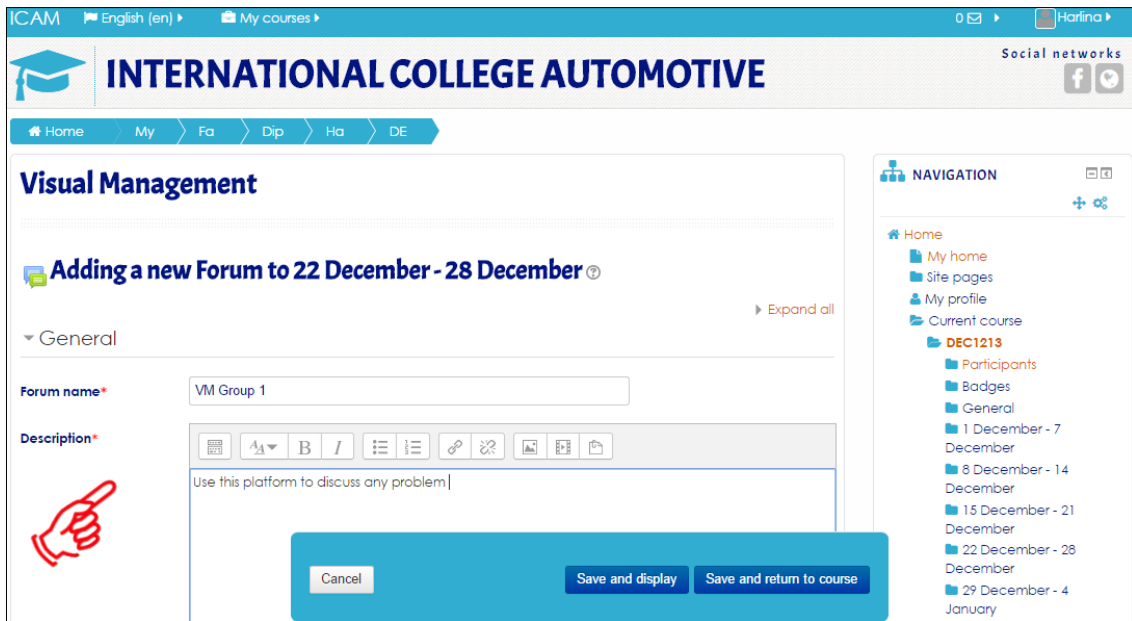 ICAM English (en) My courses 0 Harlina
Social networks
INTERNATIONAL COLLEGE AUTOMOTIVE
Home My Fa Dip Ha DE
Visual Management
Adding a new Forum to 22 December - 28 December
Expand all
General
Forum name*
VM Group 1
Description*
B I
Use this platform to discuss any problem
Cancel Save and display Save and return to course
NAVIGATION
Home
My home
Site pages
My profile
Current course
DEC1213
Participants
Badges
General
1 December - 7
December
8 December - 14
December
15 December - 21
December
22 December - 28
December
29 December - 4
January